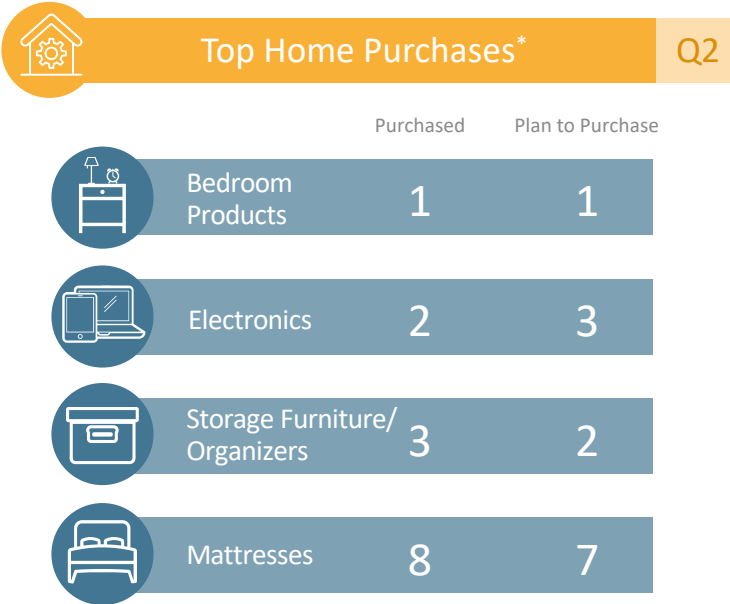 Top Home Purchases* Q2
Purchased Plan to Purchase
Bedroom
Products 1 1
Electronics 2 3
Storage Furniture/
Organizers 3 2
Mattresses 8 7